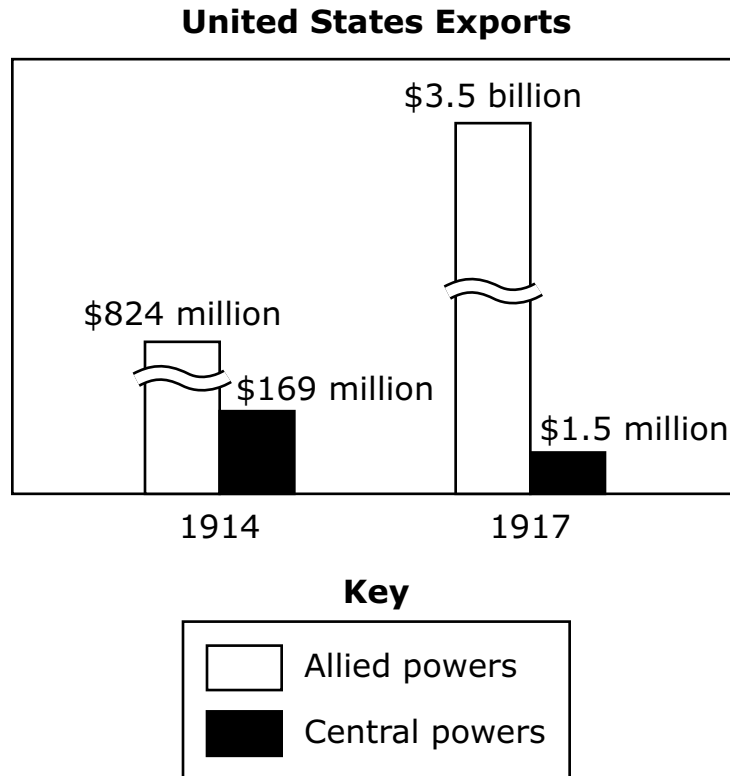 United States Exports
$3.5 billion
$824 million
$169 million
$1.5 million
1914 1917
Key
Allied powers
Central powers